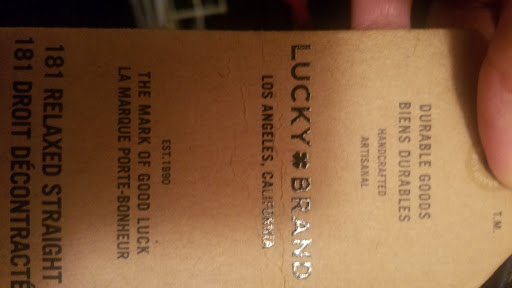 T.M.
DURABLE GOODS
BIENS DURABLES
HANDCRAFTED
ARTISANAL
LUCKY BRAND
LOS ANGELES, CALIFORNIA
EST. 1990
THE MARK OF GOOD LUCK
LA MARQUE PORTE-BONHEUR
181 RELAXED STRAIGHT
181 DROIT DÉCONTRACTÉ